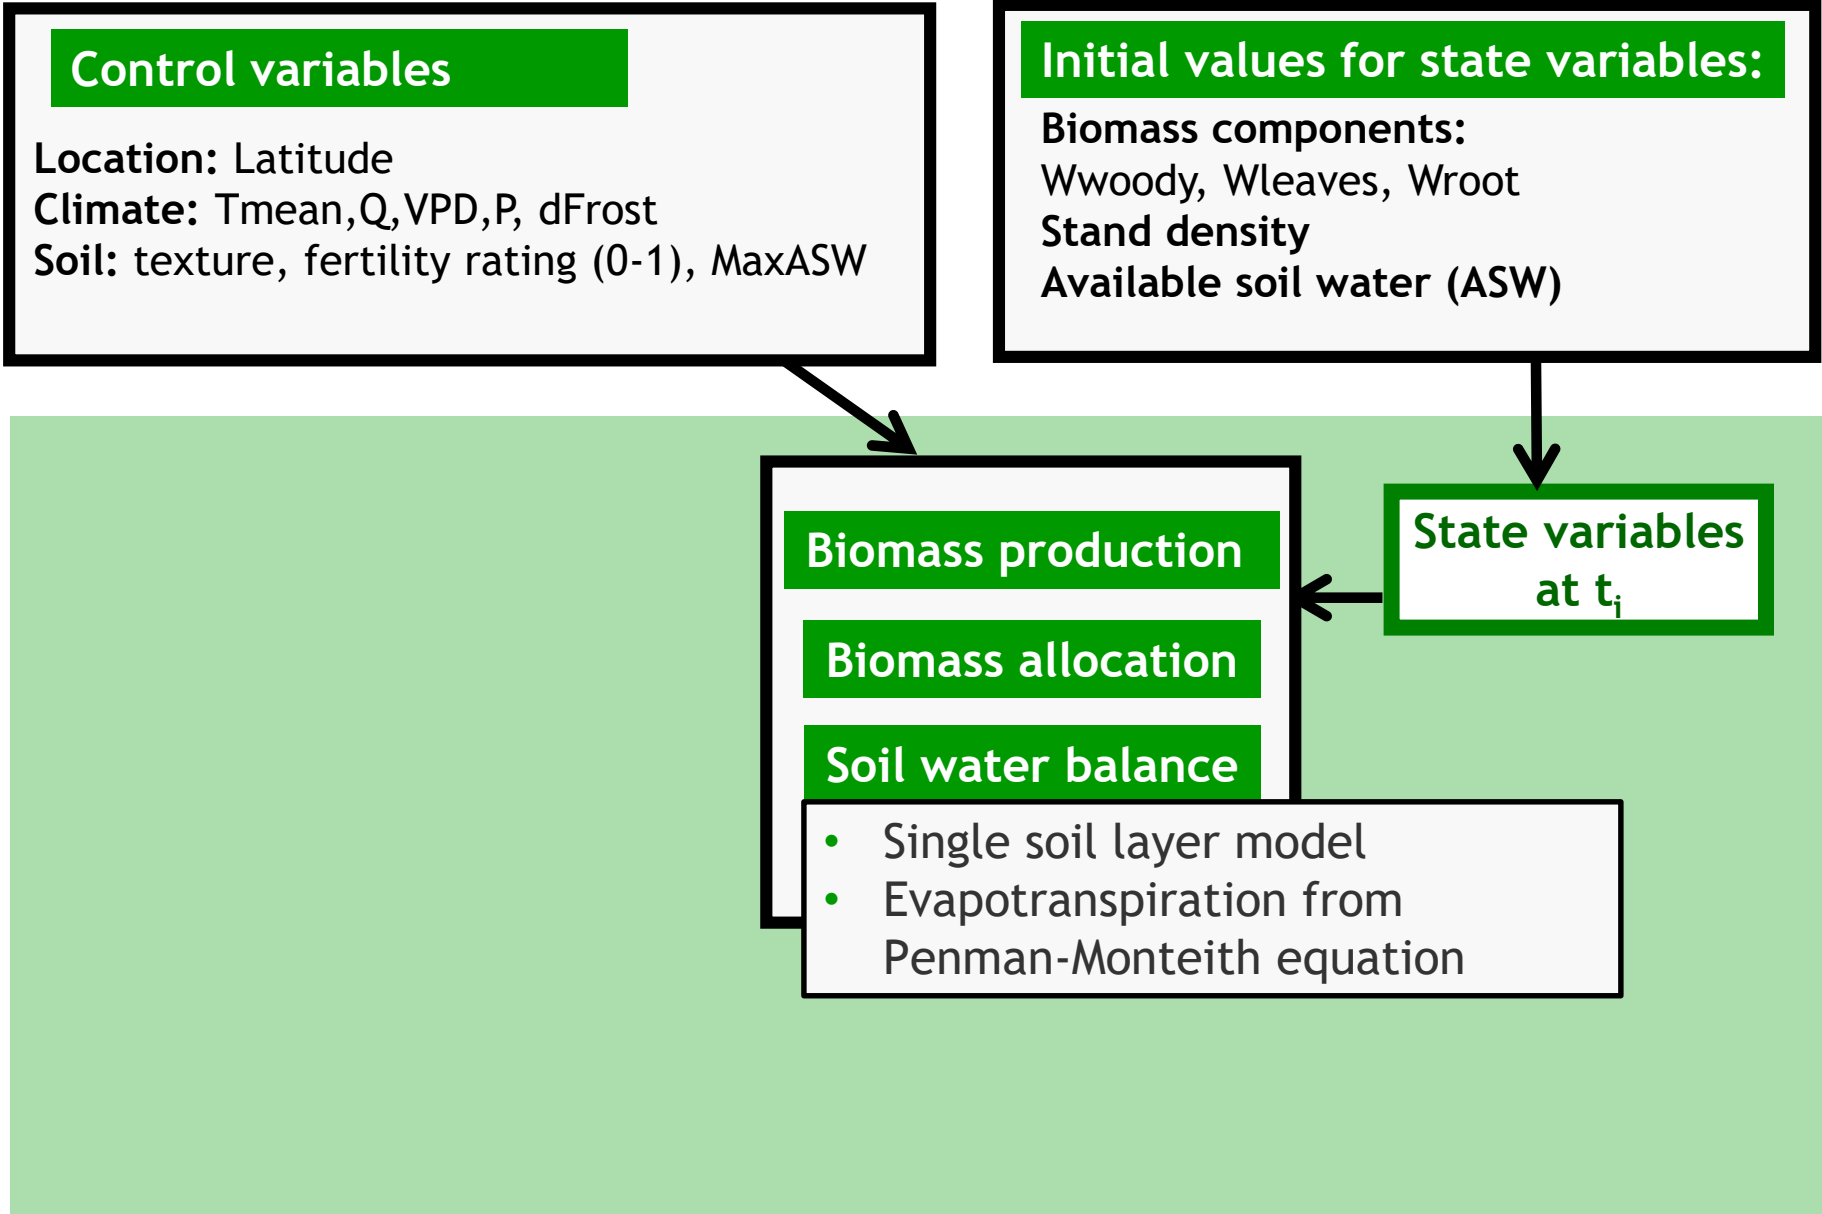 Control variables
Location: Latitude
Climate: Tmean,Q,VPD,P, dFrost
Soil: texture, fertility rating (0-1), MaxASW
Initial values for state variables:
Biomass components:
Wwoody, Wleaves, Wroot
Stand density
Available soil water (ASW)
State variables
at ti
Biomass production
Biomass allocation
Soil water balance
• Single soil layer model
• Evapotranspiration from
Penman-Monteith equation